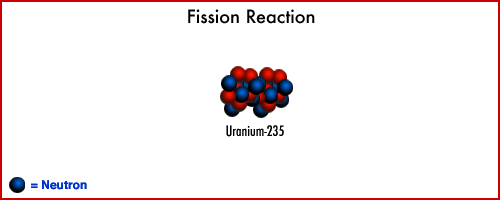 Fission Reaction
Uranium-235
= Neutron